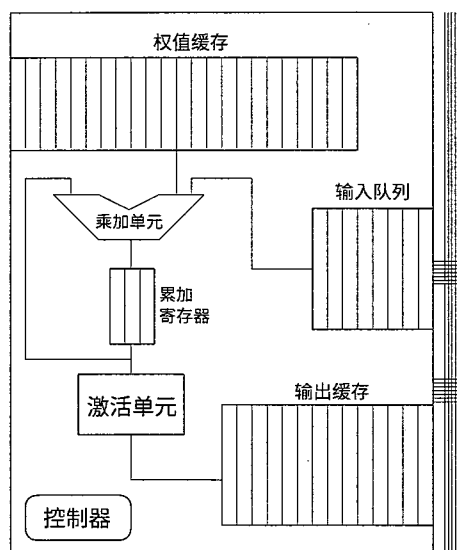 权值缓存
输入队列
乘加单元
累加
寄存器
激活单元
输出缓存
控制器